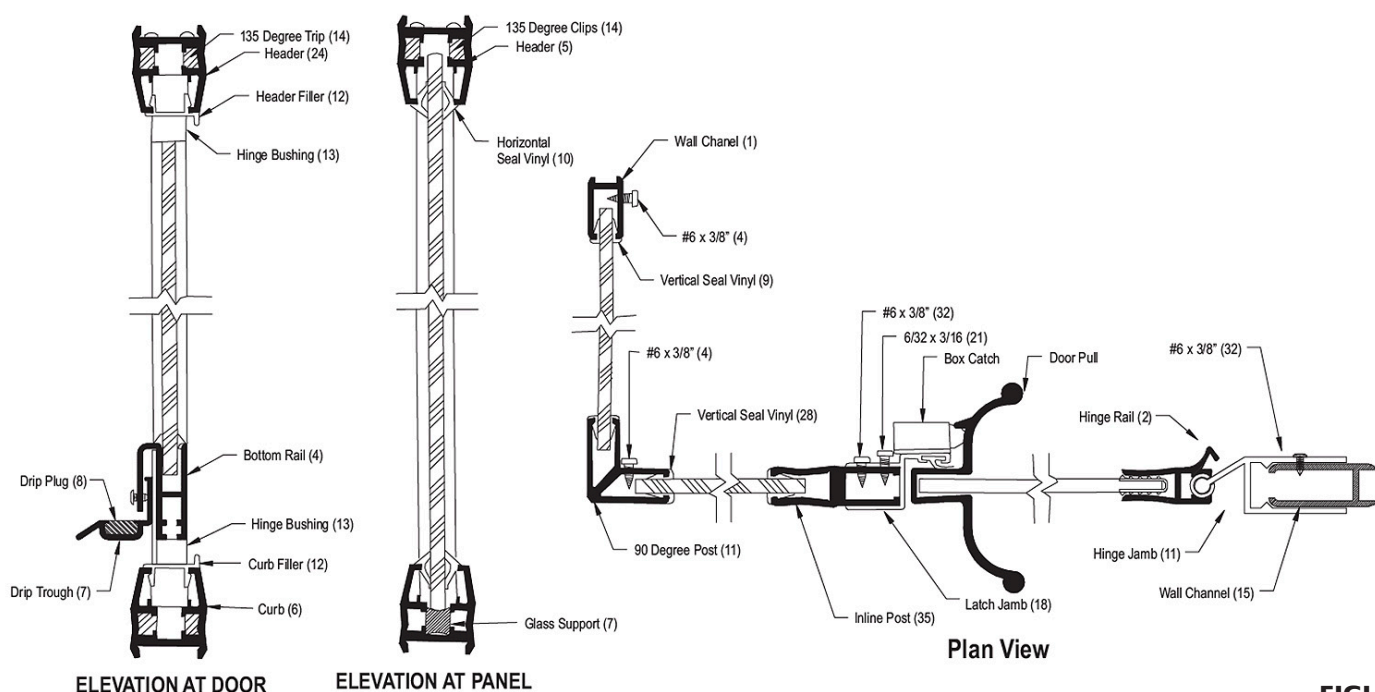 135 Degree Trip (14)
Header (24)
Header Filler (12)
Hinge Bushing (13)
Bottom Rail (4)
Drip Plug (8)
Hinge Bushing (13)
Curb Filler (12)
Drip Trough (7)
Curb (6)
ELEVATION AT DOOR
135 Degree Clips (14)
Header (5)
Horizontal
Seal Vinyl (10)
Glass Support (7)
ELEVATION AT PANEL
Wall Chanel (1)
#6 x 3/8" (4)
Vertical Seal Vinyl (9)
#6 x 3/8" (4)
Vertical Seal Vinyl (28)
90 Degree Post (11)
#6 x 3/8" (32)
6/32 x 3/16 (21)
Box Catch
Door Pull
#6 x 3/8" (32)
Hinge Rail (2)
Hinge Jamb (11)
Wall Channel (15)
Latch Jamb (18)
Inline Post (35)
Plan View